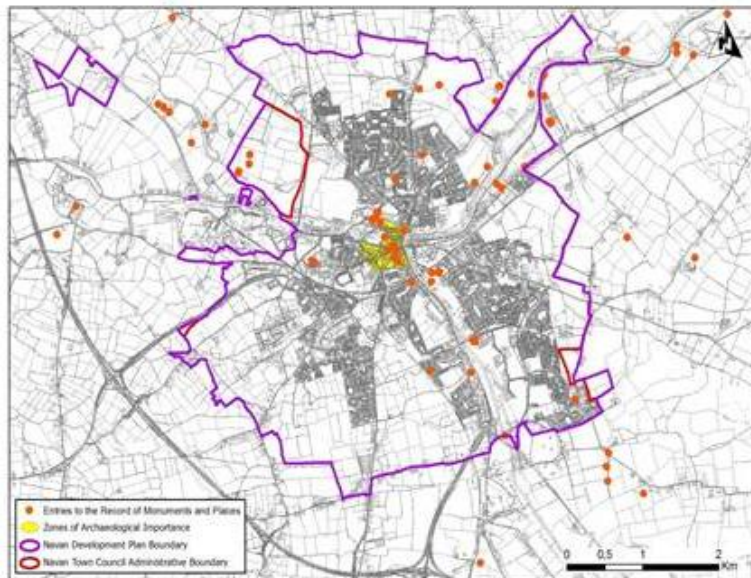 N
Entries to the Record of Monuments and Places
Zones of Archaeological Importance
Navan Development Plan Boundary
Navan Town Council Administrative Boundary
0 0.5 1 2
Km